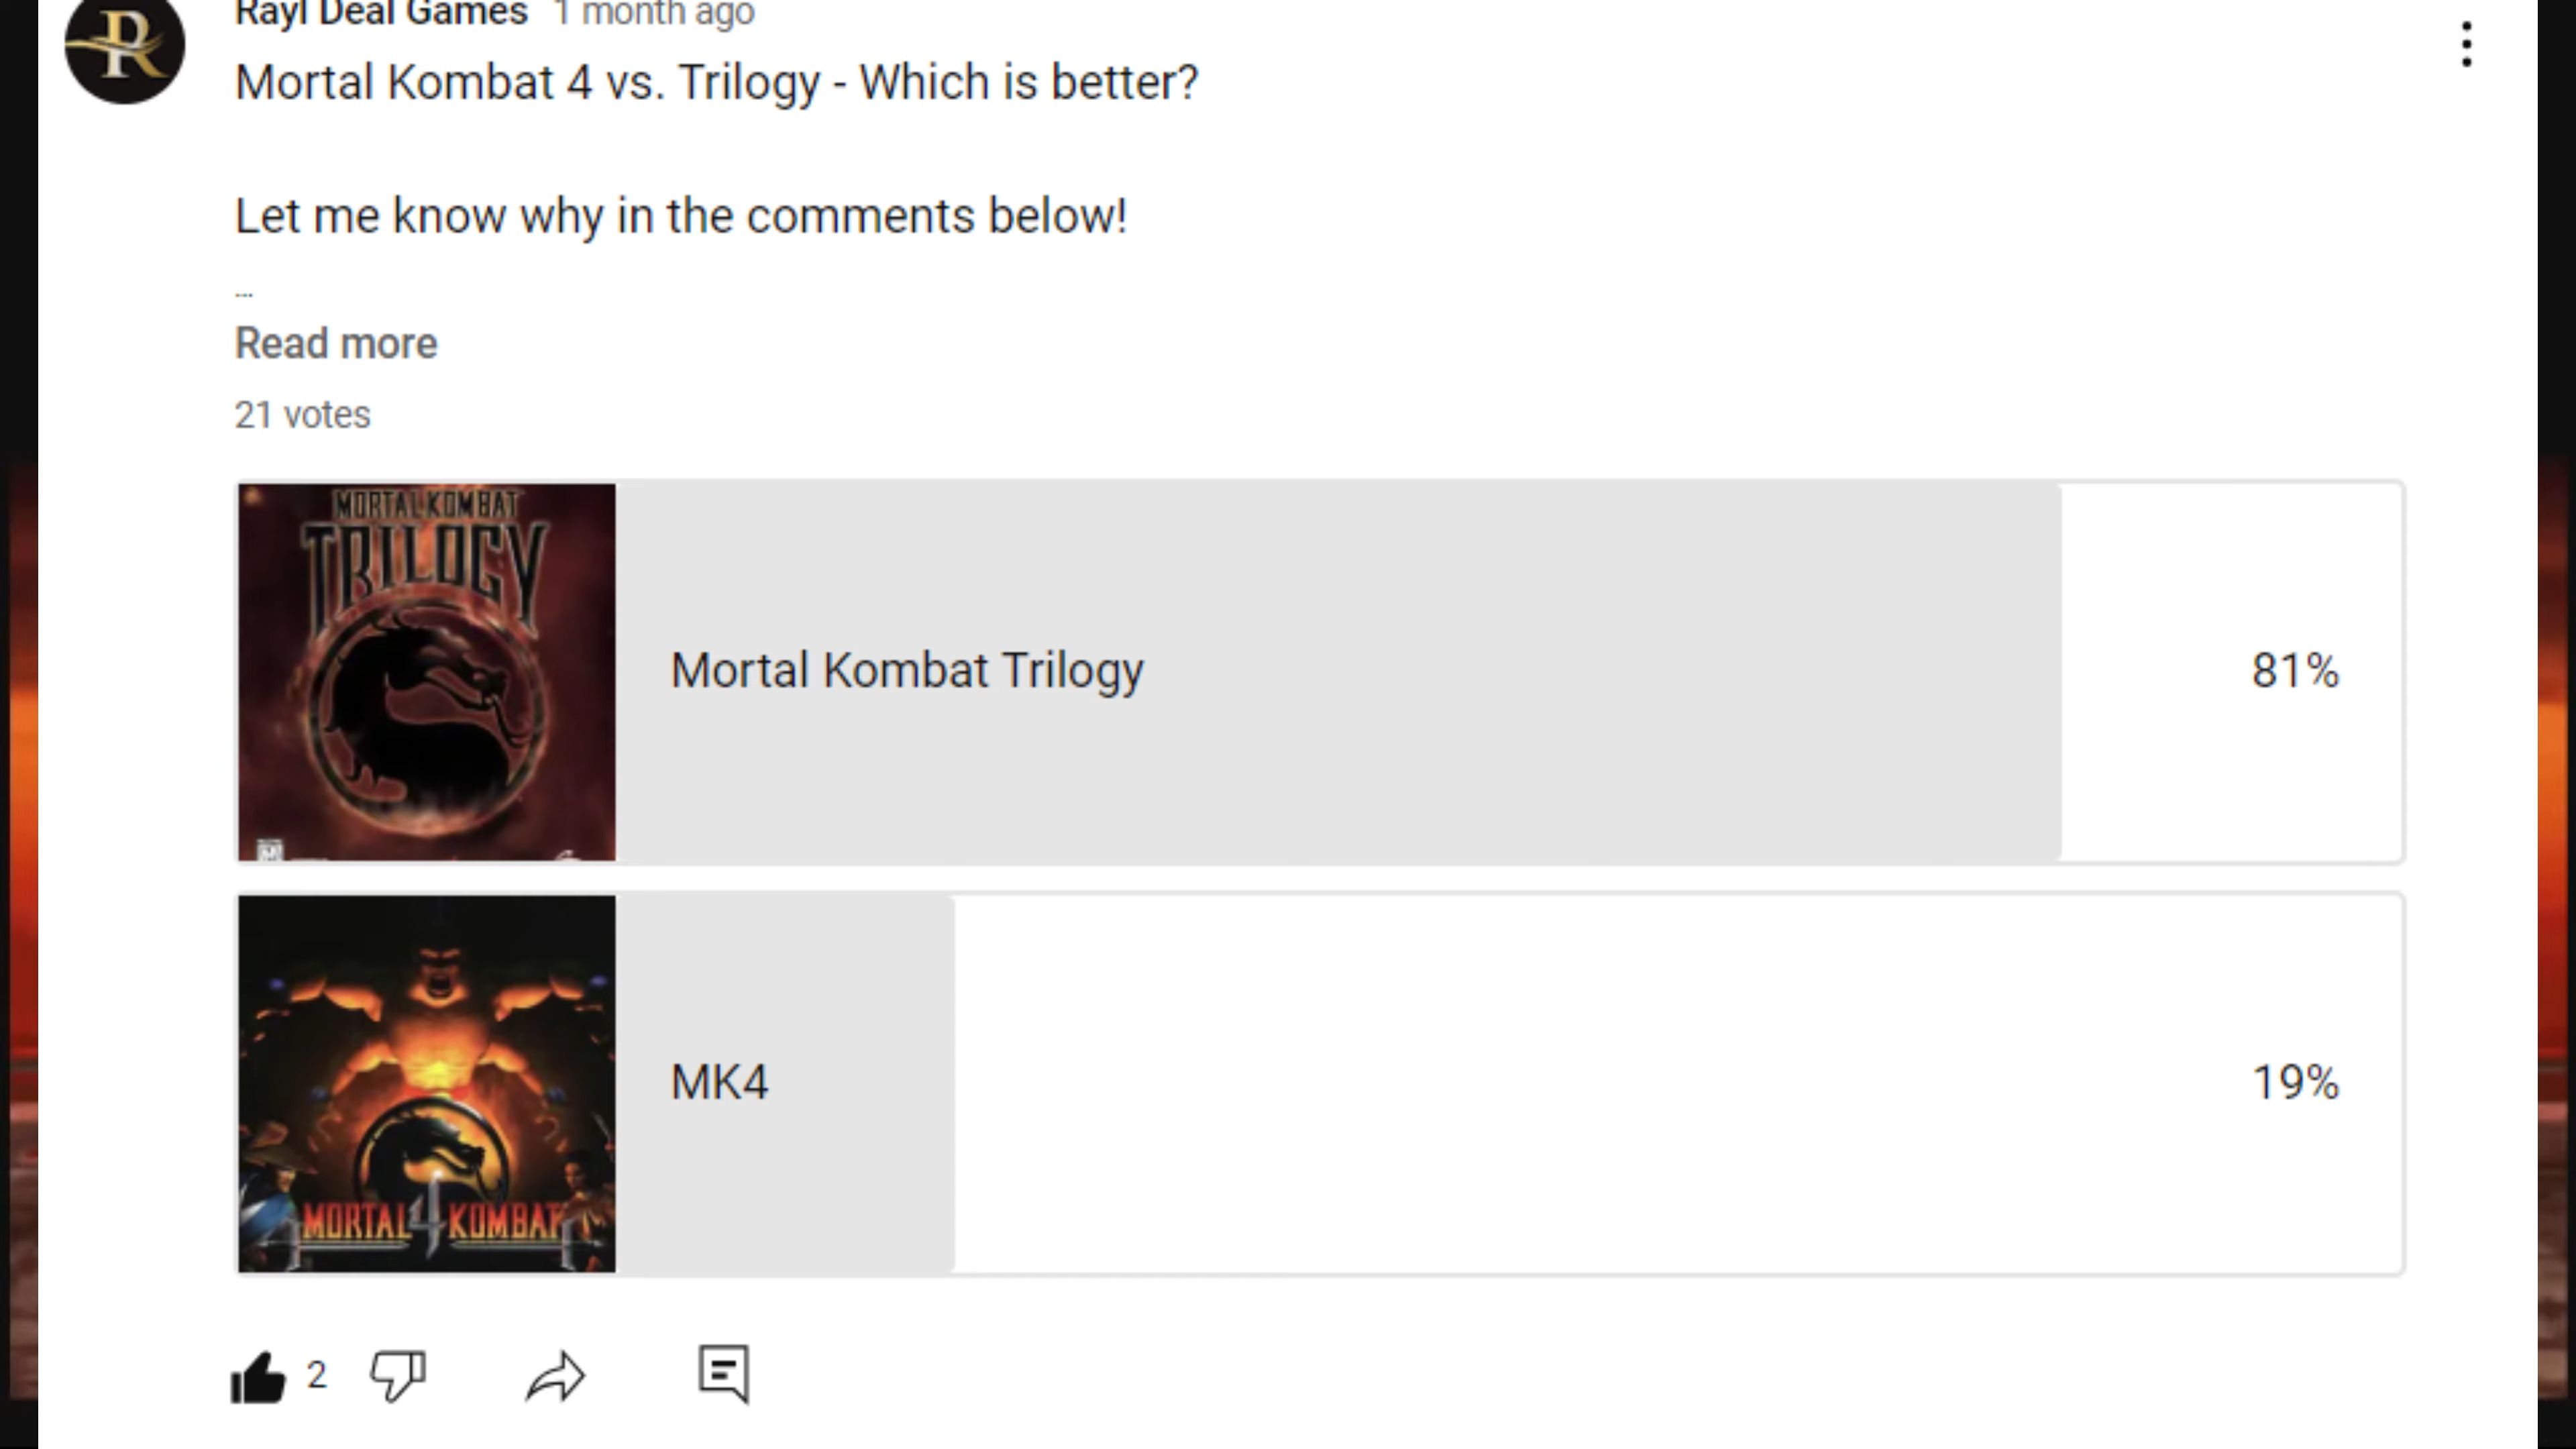 Rayl Deal Games 1 month ago
Mortal Kombat 4 vs. Trilogy - Which is better?
Let me know why in the comments below!
...
Read more
21 votes
MORTAL KOMBAT
TRILOGY
Mortal Kombat Trilogy
81%
MORTAL 4 KOMBAT
MK4
19%
2